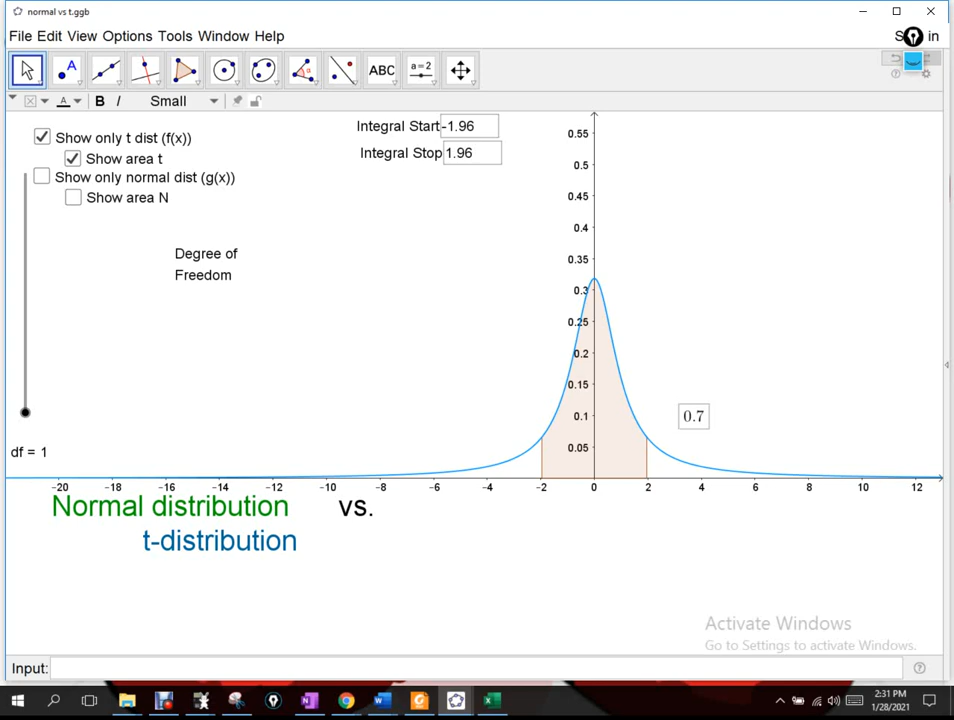 normal vs t.ggb
File Edit View Options Tools Window Help
in
ABC
a = 2
A B I Small
Show only t dist (f(x))
Show area t
Show only normal dist (g(x))
Show area N
Integral Start -1.96
Integral Stop 1.96
Degree of
Freedom
df = 1
0.55
0.5
0.45
0.4
0.35
0.3
0.25
0.2
0.15
0.1
0.05
0.7
-20 -18 -16 -14 -12 -10 -8 -6 -4 -2 0 2 4 6 8 10 12
Normal distribution vs.
t-distribution
Activate Windows
Go to Settings to activate Windows.
Input:
2:31 PM
1/28/2021